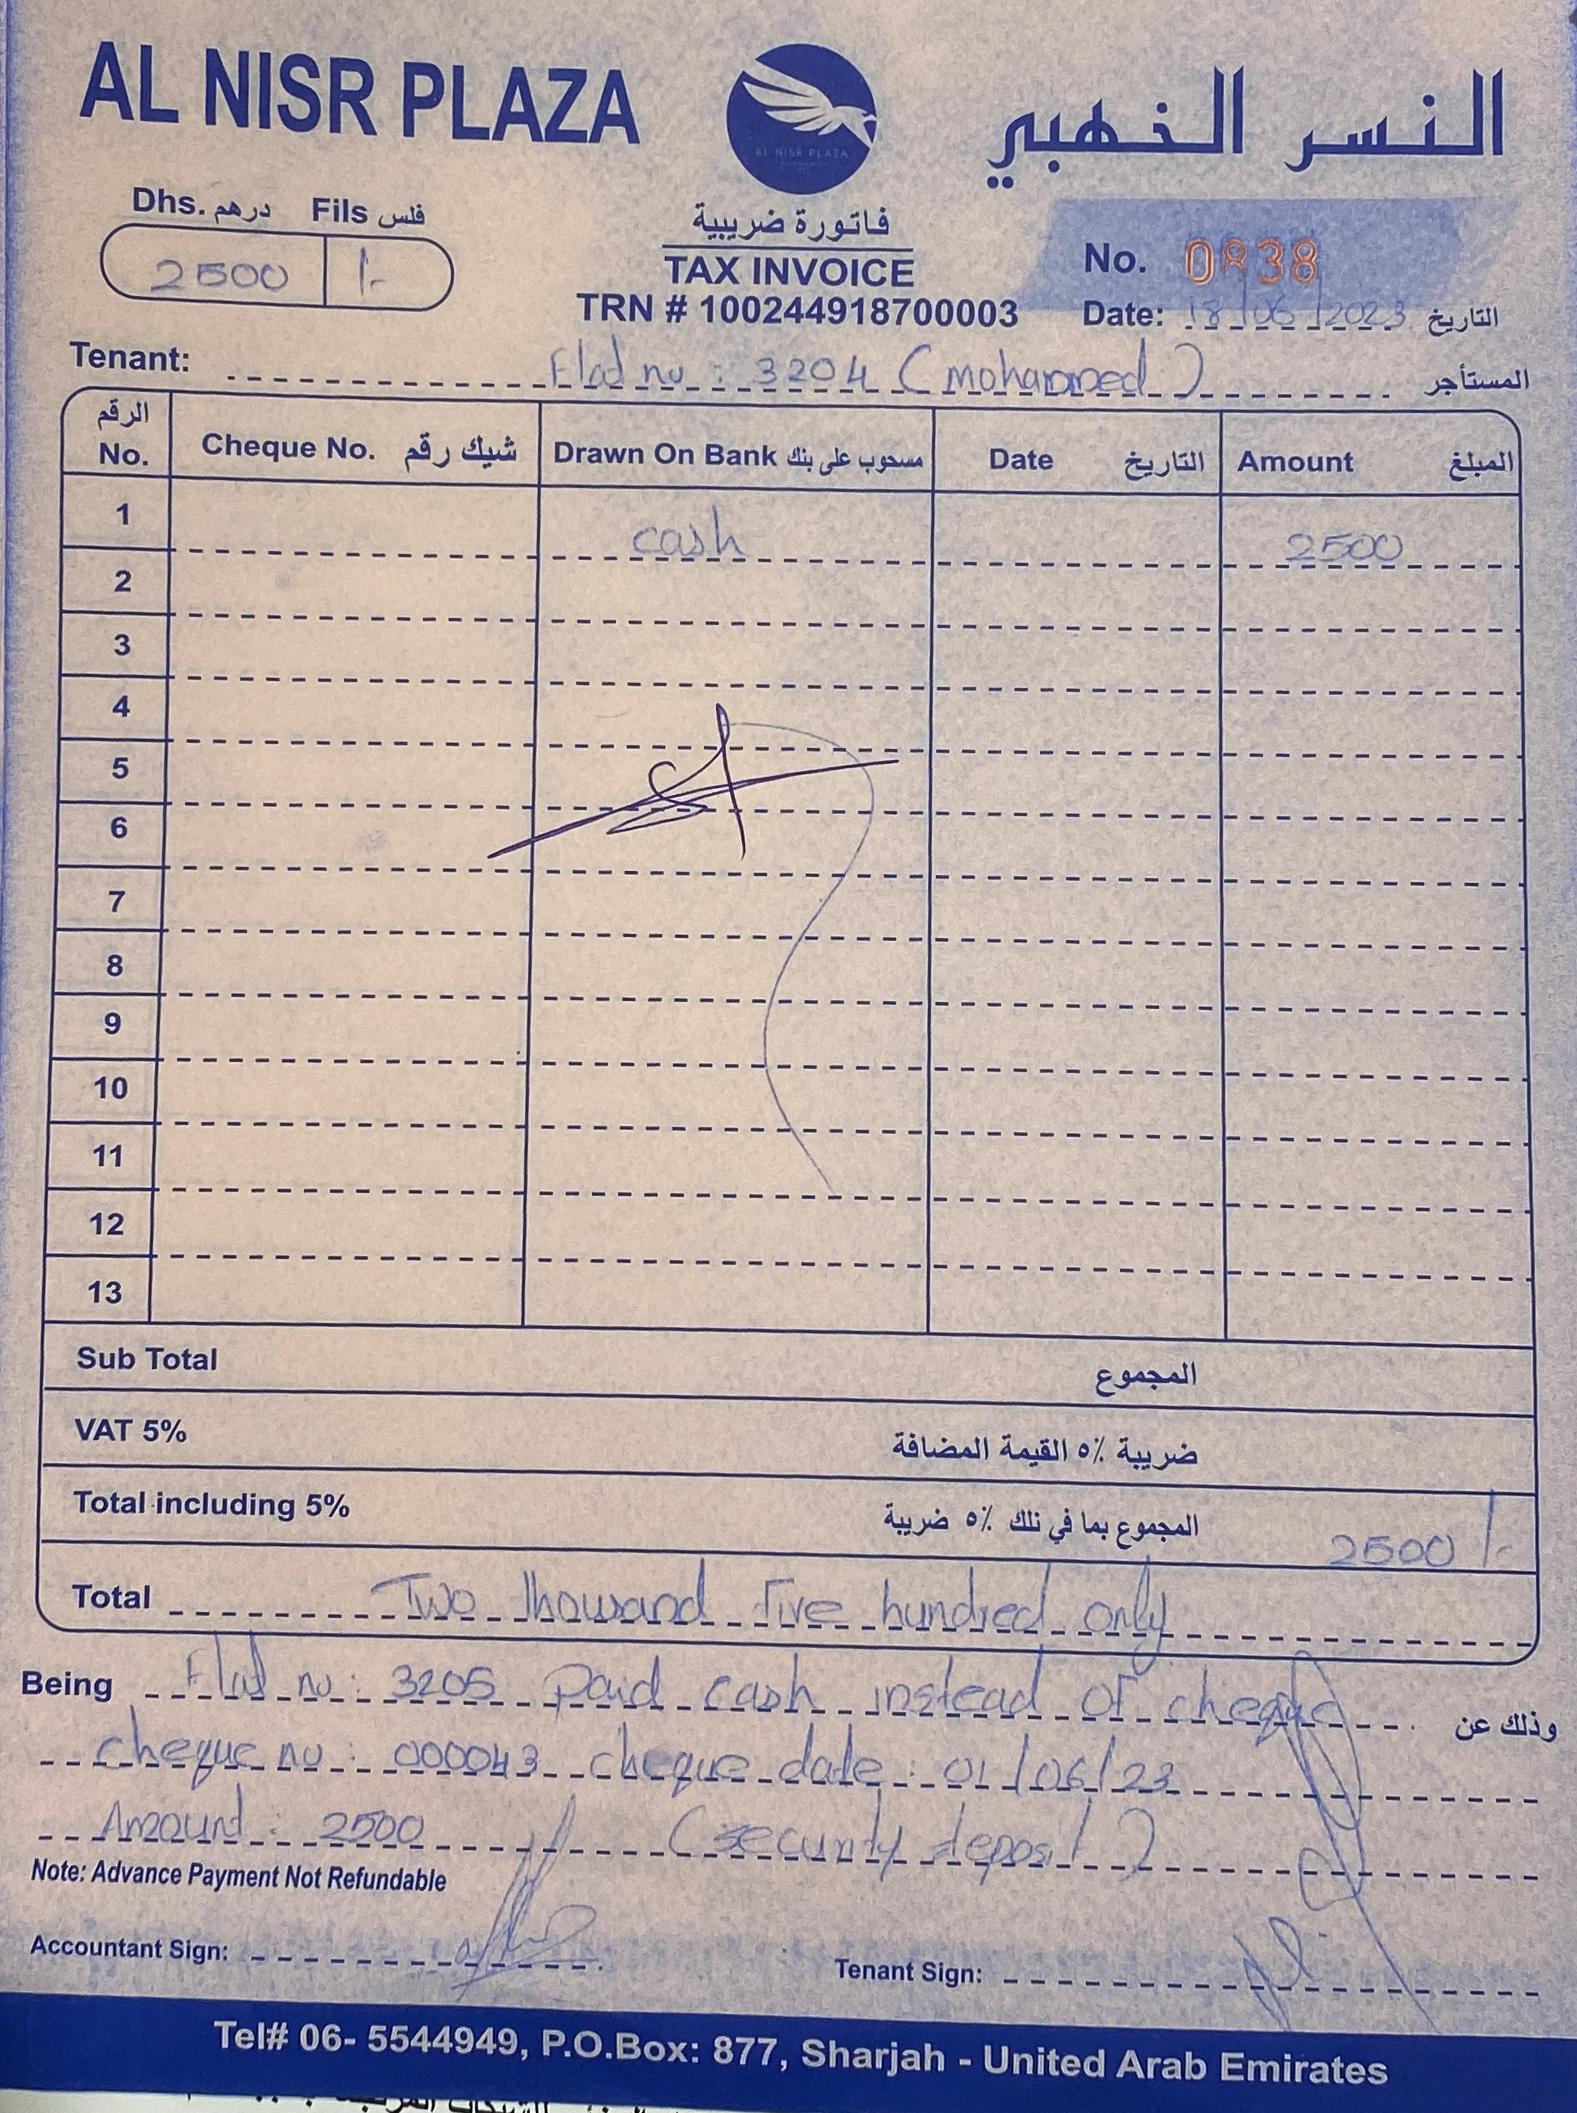 AL NISR PLAZA
النسر الذهبي
AL NISR PLAZA
Dhs. درهم Fils فلس
2500 /-
فاتورة ضريبية
TAX INVOICE
TRN # 100244918700003
No. 0838
Date: 18/06/2023 التاريخ
Tenant: Flat no : 3204 (mohammed) المستأجر
الرقم No. Cheque No. شيك رقم Drawn On Bank مسحوب على بنك Date التاريخ Amount المبلغ
1 cash 2500
2
3
4
5
6
7
8
9
10
11
12
13
Sub Total المجموع
VAT 5% ضريبة ٥٪ القيمة المضافة
Total including 5% المجموع بما في ذلك ٥٪ ضريبة 2500/-
Total Two thousand five hundred only
Being Flat no : 3205 paid cash instead of cheque وذلك عن
cheque no : 000043 cheque date : 01/06/23
Amount : 2500 (security deposit)
Note: Advance Payment Not Refundable
Accountant Sign:
Tenant Sign:
Tel# 06- 5544949, P.O.Box: 877, Sharjah - United Arab Emirates